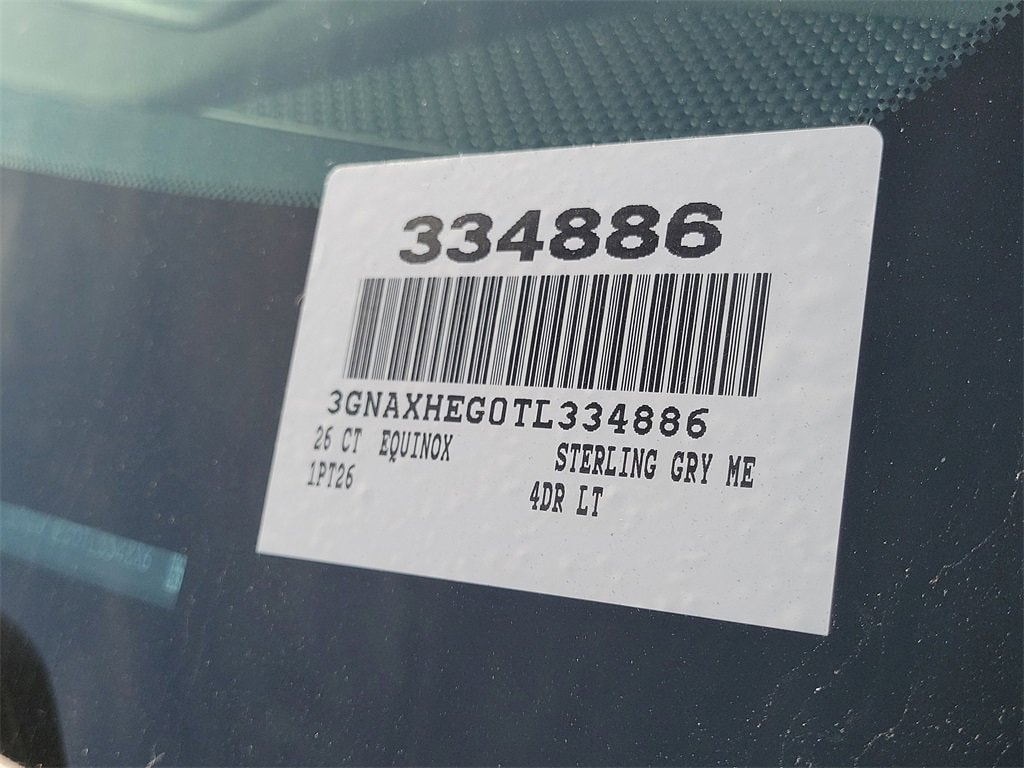 334886
3GNAXHEG0TL334886
26 CT EQUINOX STERLING GRY ME
1PT26 4DR LT